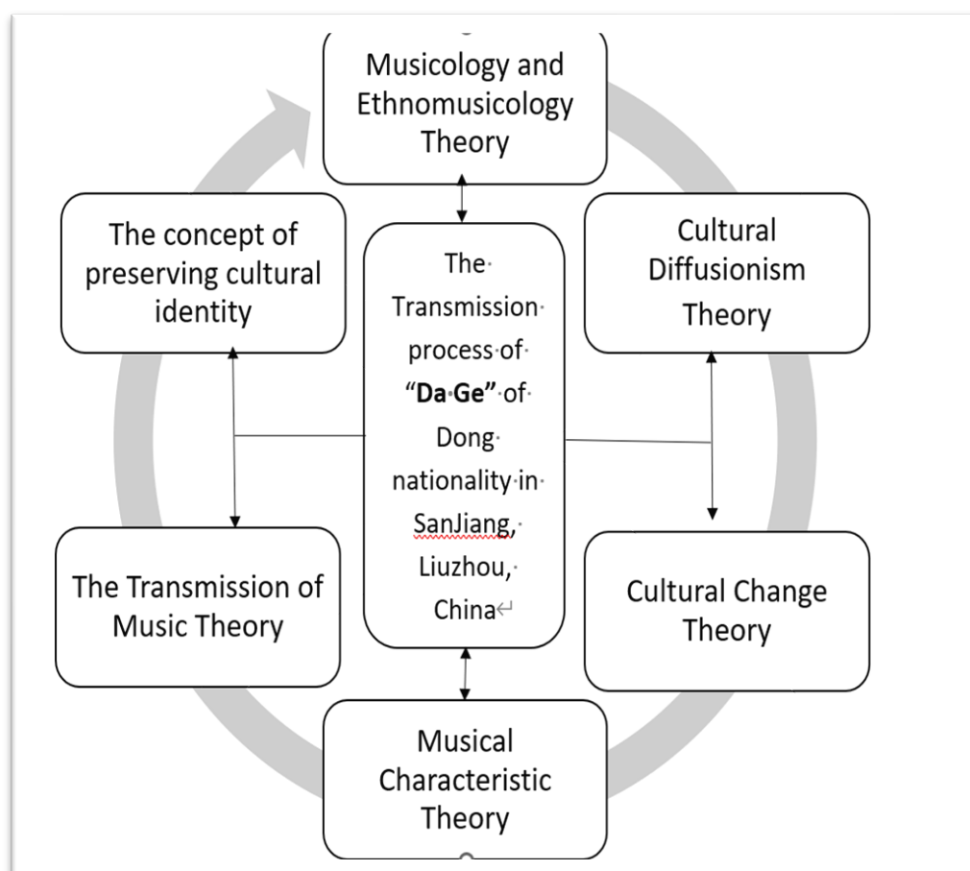 Musicology and
Ethnomusicology
Theory
The concept of
preserving cultural
identity
The
Transmission
process of
“Da Ge” of
Dong
nationality in
SanJiang,
Liuzhou,
China
Cultural
Diffusionism
Theory
The Transmission of
Music Theory
Cultural Change
Theory
Musical
Characteristic
Theory